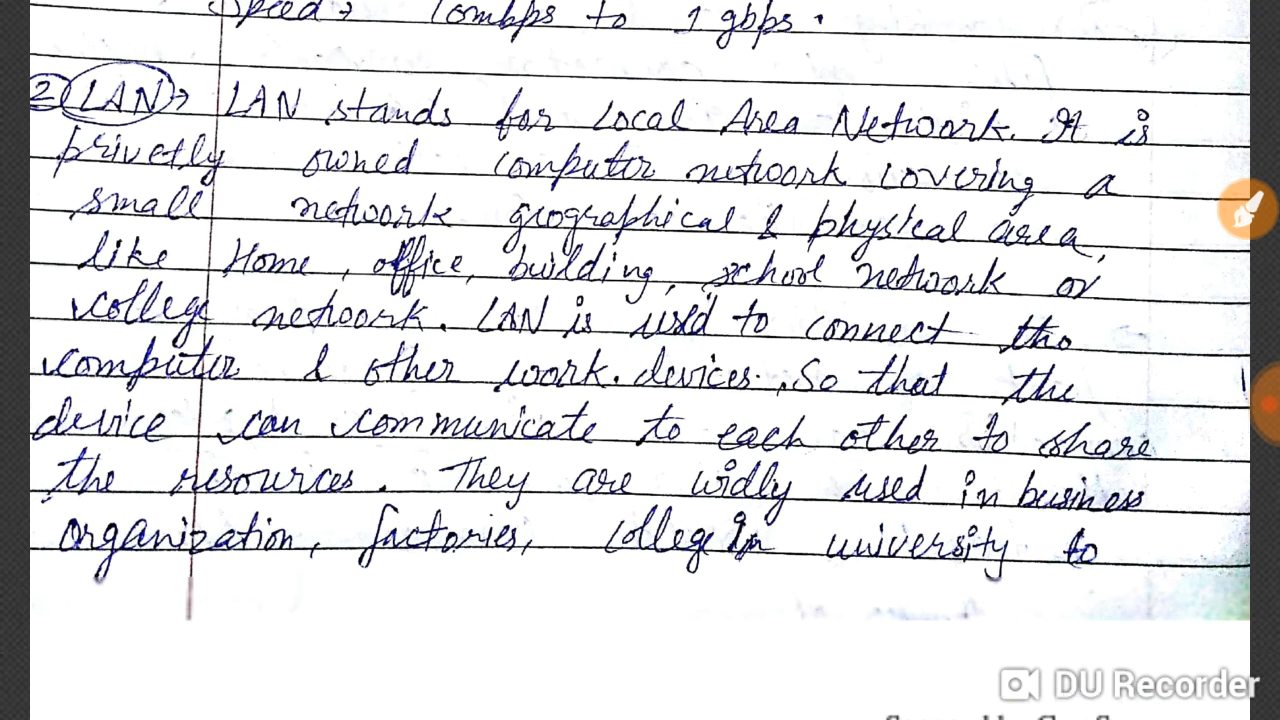 Speed → 10mbps to 1 gbps.
2 LAN → LAN stands for Local Area Network. It is
privetly owned computer network covering a
small network geographical & physical area,
like Home, office, building, school network or
college network. LAN is used to connect the
computer & other work. devices. So that the
device can communicate to each other to share
the resources. They are widly used in business
organization, factories, college in university to
DU Recorder